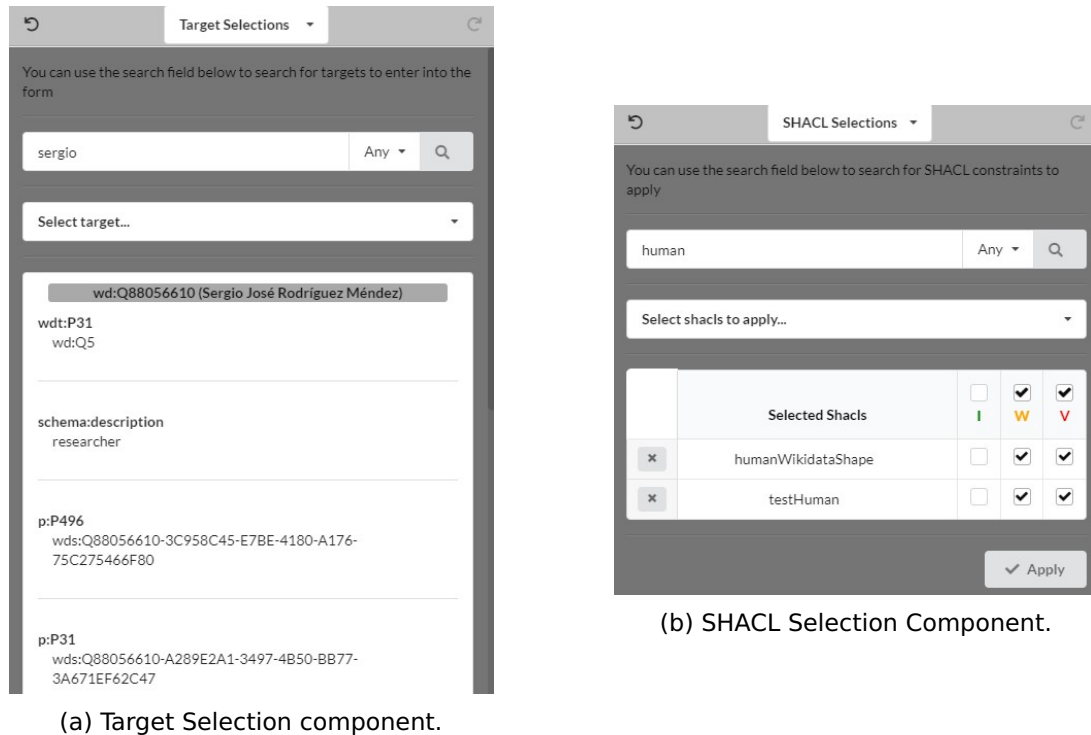 Target Selections
You can use the search field below to search for targets to enter into the
form
sergio
Any
Select target...
wd:Q88056610 (Sergio José Rodríguez Méndez)
wdt:P31
wd:Q5
schema:description
researcher
p:P496
wds:Q88056610-3C958C45-E7BE-4180-A176-
75C275466F80
p:P31
wds:Q88056610-A289E2A1-3497-4B50-BB77-
3A671EF62C47
(a) Target Selection component.
SHACL Selections
You can use the search field below to search for SHACL constraints to
apply
human
Any
Select shacls to apply...
Selected Shacls
I W V
humanWikidataShape
testHuman
Apply
(b) SHACL Selection Component.